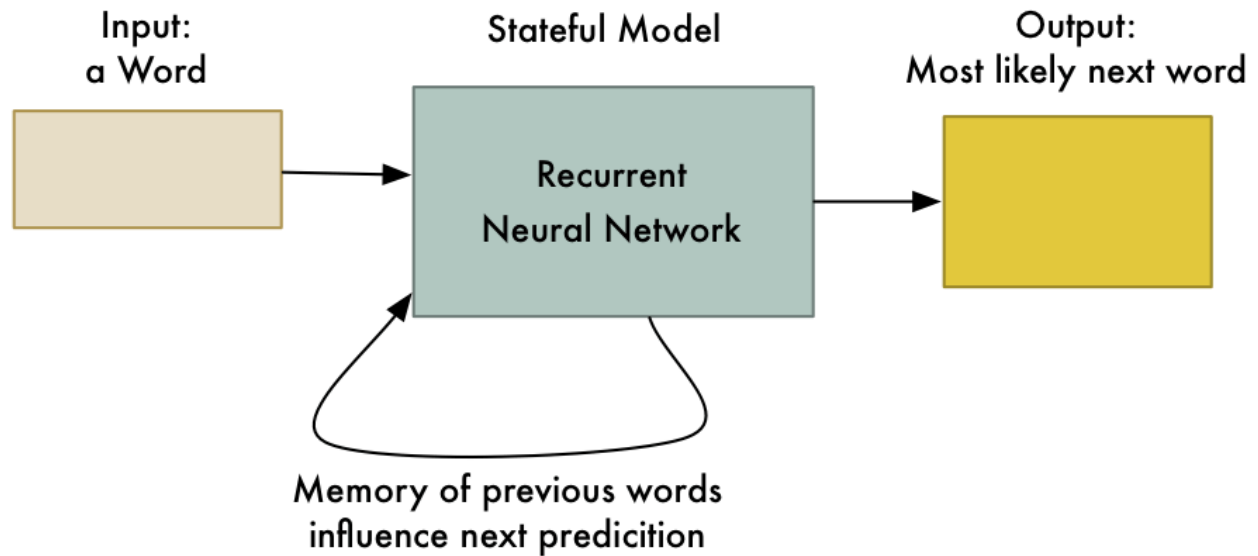 Input:
a Word
Stateful Model
Output:
Most likely next word
Recurrent
Neural Network
Memory of previous words
influence next predicition